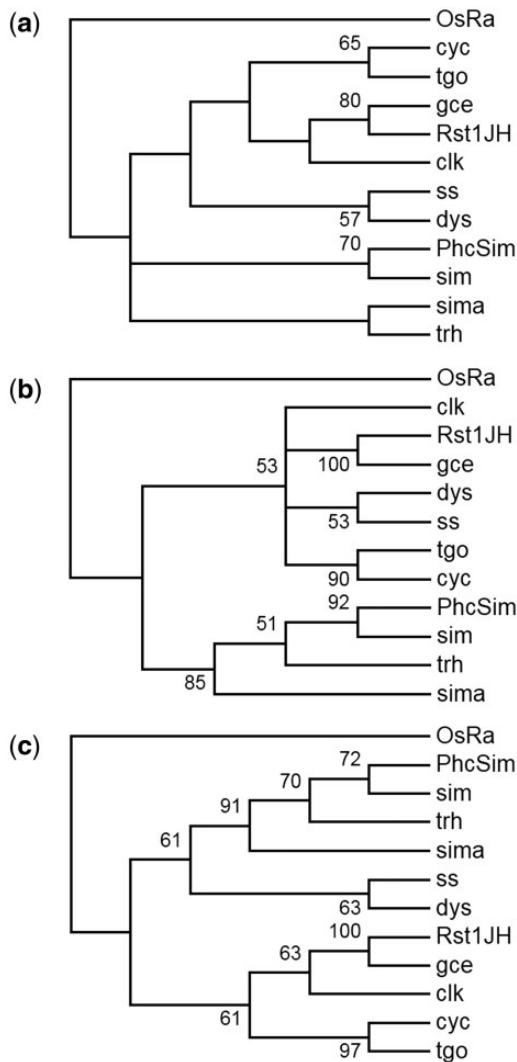 (a)
OsRa
65 cyc
tgo
80 gce
Rst1JH
clk
ss
57 dys
70 PhcSim
sim
sima
trh
(b)
OsRa
clk
Rst1JH
53 100 gce
dys
53 ss
tgo
90 cyc
92 PhcSim
51 sim
trh
85 sima
(c)
OsRa
72 PhcSim
70 sim
91 trh
61 sima
ss
63 dys
100 Rst1JH
63 gce
clk
61 cyc
97 tgo